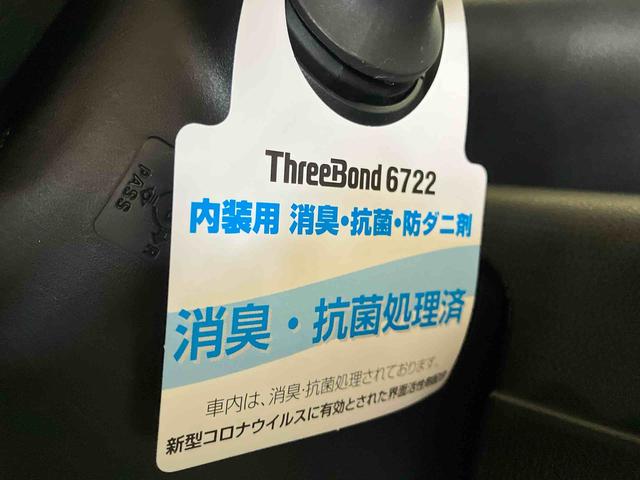 ThreeBond 6722
内装用 消臭・抗菌・防ダニ剤
消臭・抗菌処理済
車内は、消臭・抗菌処理されております。
新型コロナウイルスに有効とされた界面活性剤配合
PASS